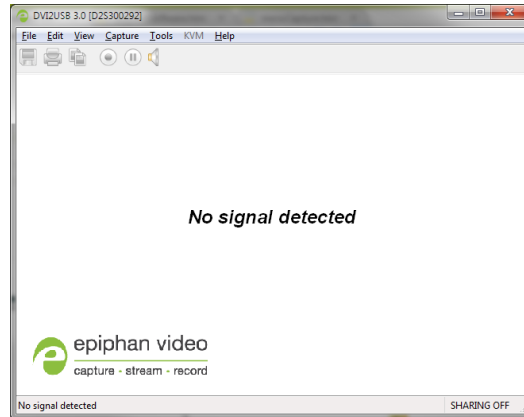 DVI2USB 3.0 [D2S300292]
File Edit View Capture Tools KVM Help
No signal detected
epiphan video
capture - stream - record
No signal detected SHARING OFF